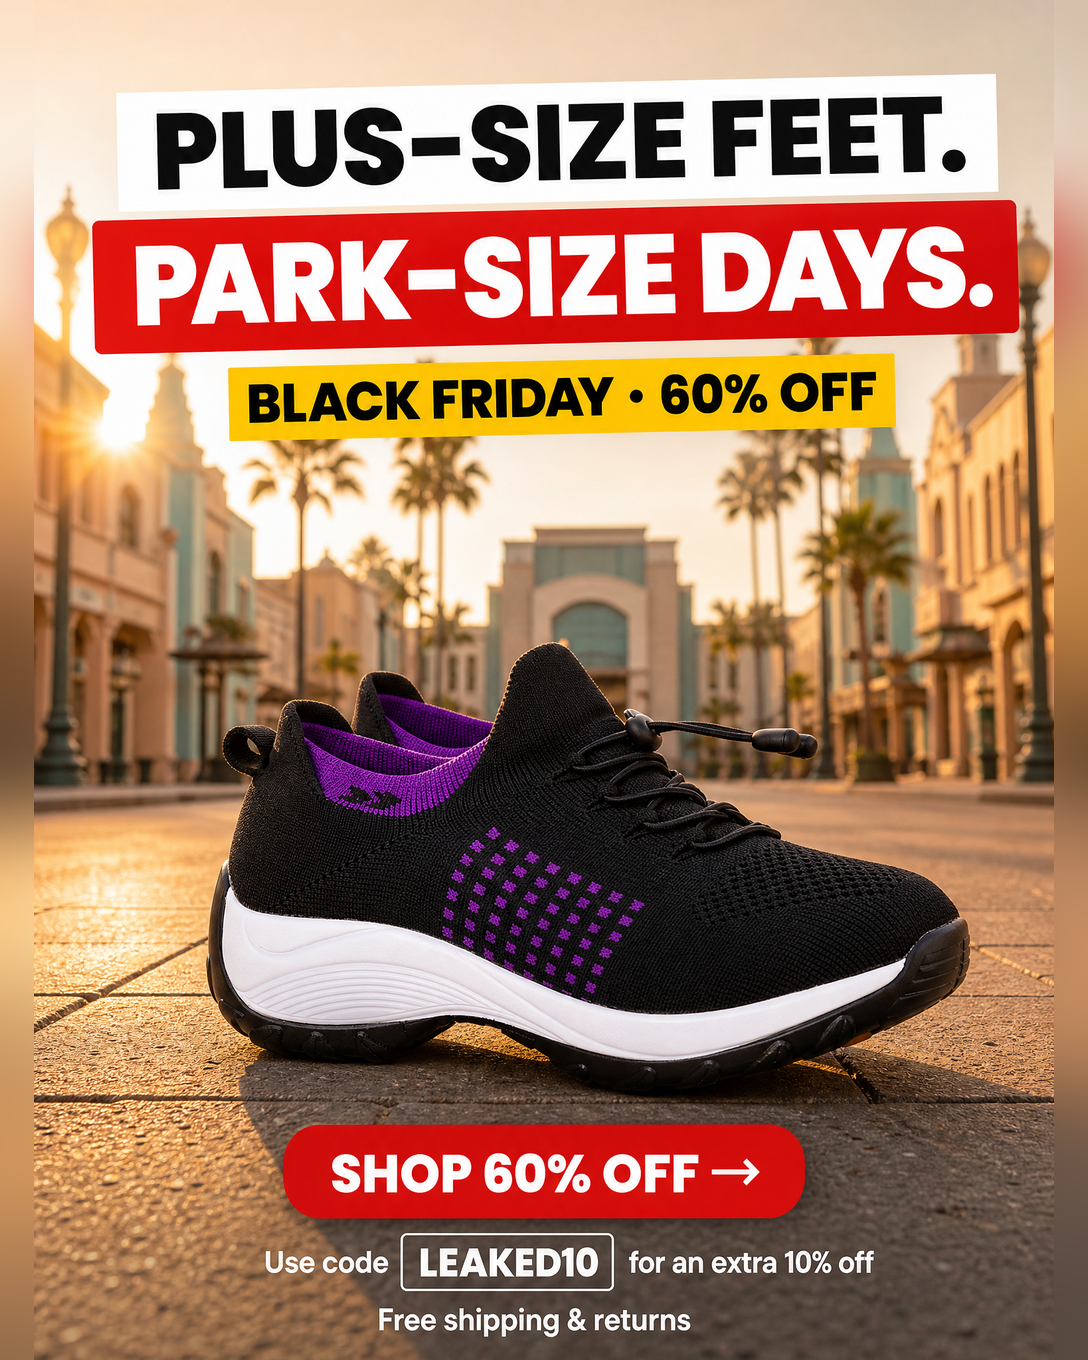 PLUS-SIZE FEET.
PARK-SIZE DAYS.
BLACK FRIDAY • 60% OFF
SHOP 60% OFF →
Use code LEAKED10 for an extra 10% off
Free shipping & returns